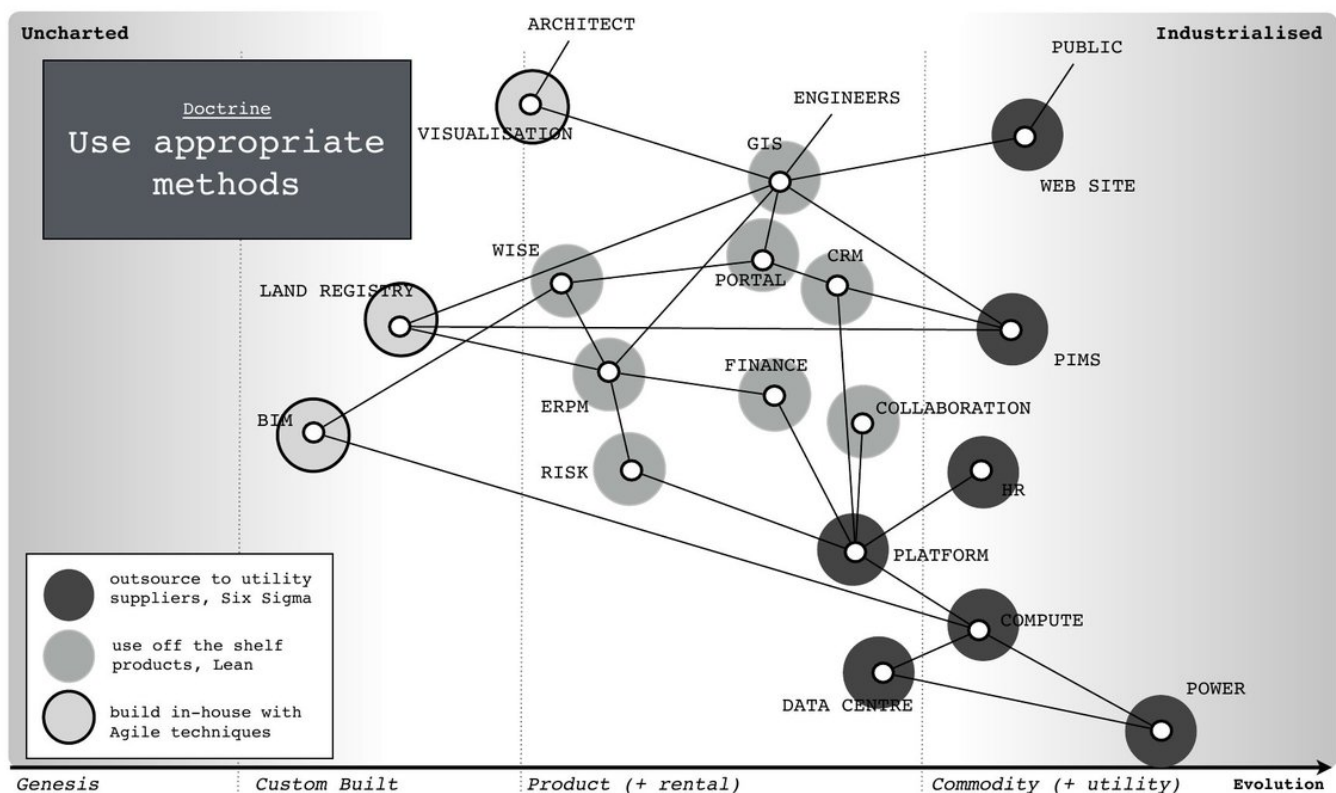 ARCHITECT
Uncharted
Industrialised
PUBLIC
Doctrine
Use appropriate
methods
ENGINEERS
VISUALISATION
GIS
WEB SITE
WISE
CRM
PORTAL
LAND REGISTRY
PIMS
FINANCE
ERPM
COLLABORATION
BIM
RISK
HR
PLATFORM
outsource to utility
suppliers, Six Sigma
use off the shelf
products, Lean
build in-house with
Agile techniques
COMPUTE
POWER
DATA CENTRE
Genesis
Custom Built
Product (+ rental)
Commodity (+ utility)
Evolution